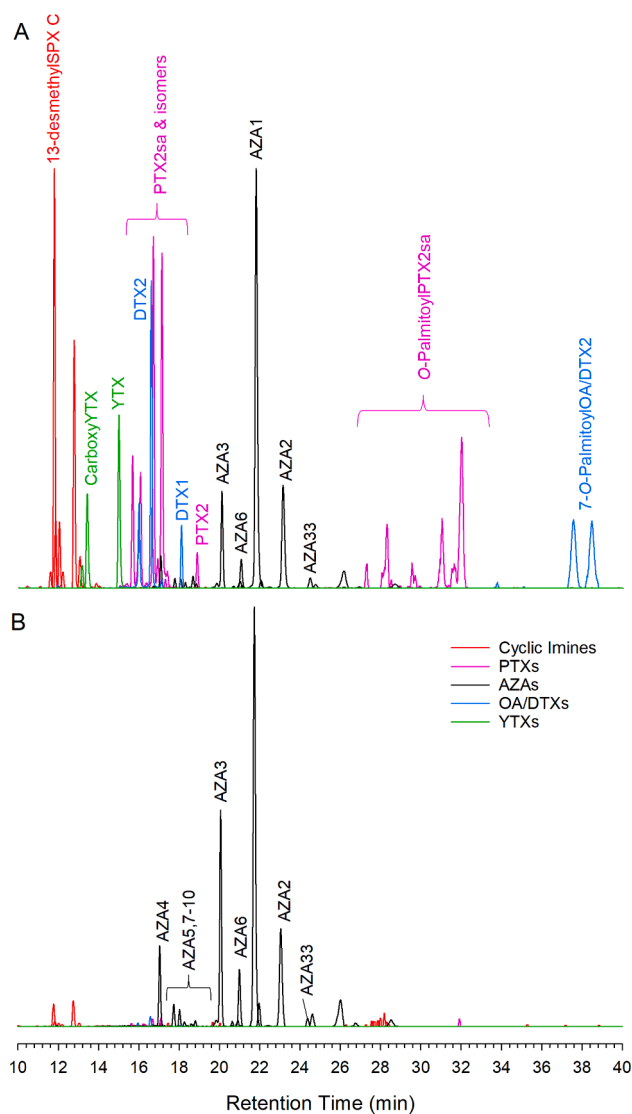 A
13-desmethylSPX C
CarboxyYTX
YTX
DTX2
PTX2sa & isomers
DTX1
PTX2
AZA3
AZA6
AZA1
AZA2
AZA33
O-PalmitoylPTX2sa
7-O-PalmitoylOA/DTX2
B
Cyclic Imines
PTXs
AZAs
OA/DTXs
YTXs
AZA4
AZA5,7-10
AZA3
AZA6
AZA2
AZA33
10 12 14 16 18 20 22 24 26 28 30 32 34 36 38 40
Retention Time (min)